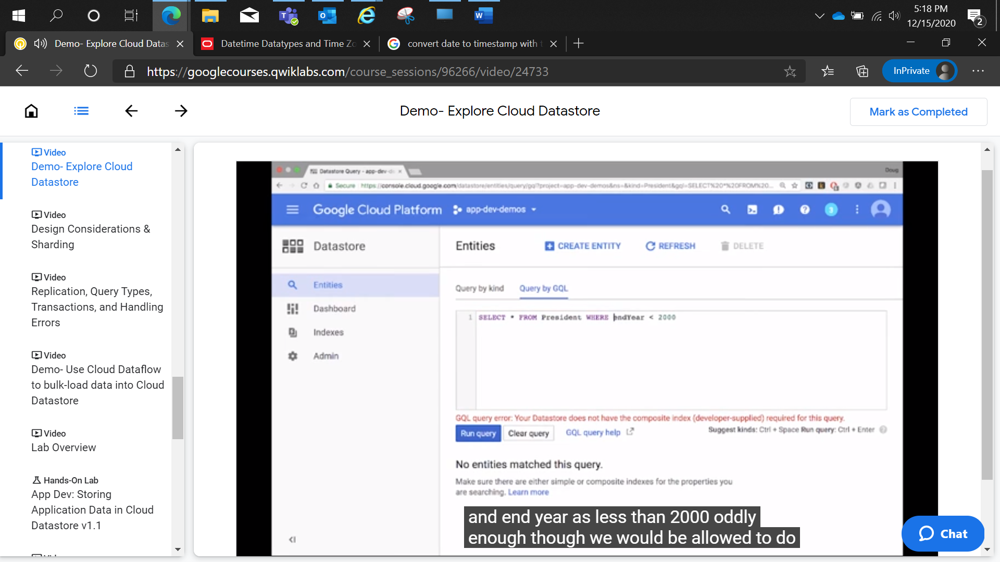 5:18 PM
12/15/2020
2
Demo- Explore Cloud Datas
Datetime Datatypes and Time Zo
convert date to timestamp with t
https://googlecourses.qwiklabs.com/course_sessions/96266/video/24733
InPrivate
Demo- Explore Cloud Datastore
Mark as Completed
Video
Demo- Explore Cloud
Datastore
Video
Design Considerations &
Sharding
Video
Replication, Query Types,
Transactions, and Handling
Errors
Video
Demo- Use Cloud Dataflow
to bulk-load data into Cloud
Datastore
Video
Lab Overview
Hands-On Lab
App Dev: Storing
Application Data in Cloud
Datastore v1.1
Datastore Query - app-dev-d
Doug
Secure https://console.cloud.google.com/datastore/entities/query/gql?project=app-dev-demos&ns=&kind=President&gql=SELECT%20*%20FROM%20...
Google Cloud Platform
app-dev-demos
3
Datastore
Entities
CREATE ENTITY
REFRESH
DELETE
Entities
Dashboard
Indexes
Admin
Query by kind
Query by GQL
1 SELECT * FROM President WHERE endYear < 2000
GQL query error: Your Datastore does not have the composite index (developer-supplied) required for this query.
Run query
Clear query
GQL query help
Suggest kinds: Ctrl + Space Run query: Ctrl + Enter
No entities matched this query.
Make sure there are either simple or composite indexes for the properties you
are searching. Learn more
and end year as less than 2000 oddly
enough though we would be allowed to do
Chat